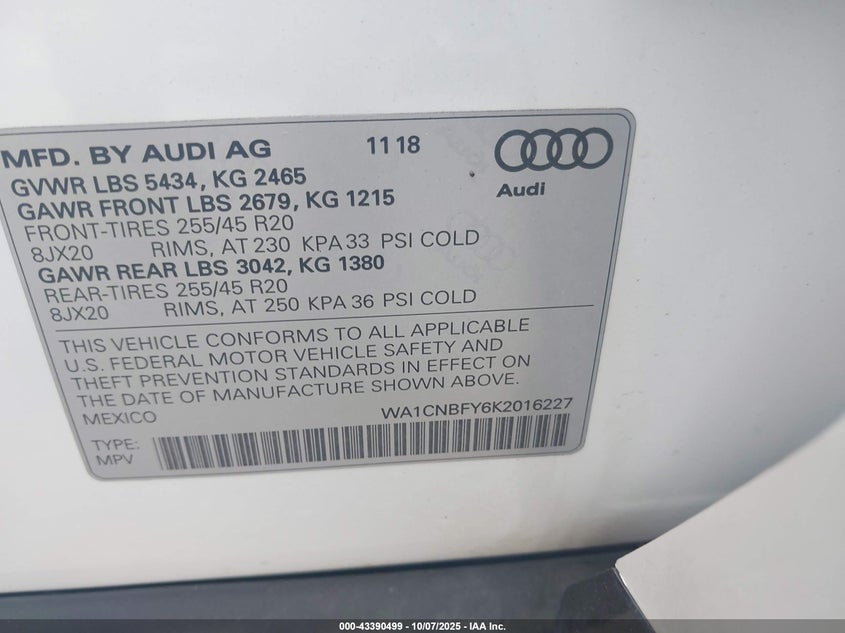 MFD. BY AUDI AG 11 18
Audi
GVWR LBS 5434, KG 2465
GAWR FRONT LBS 2679, KG 1215
FRONT-TIRES 255/45 R20
8JX20 RIMS, AT 230 KPA 33 PSI COLD
GAWR REAR LBS 3042, KG 1380
REAR-TIRES 255/45 R20
8JX20 RIMS, AT 250 KPA 36 PSI COLD
THIS VEHICLE CONFORMS TO ALL APPLICABLE
U.S. FEDERAL MOTOR VEHICLE SAFETY AND
THEFT PREVENTION STANDARDS IN EFFECT ON
THE DATE OF MANUFACTURE SHOWN ABOVE.
MEXICO WA1CNBFY6K2016227
TYPE:
MPV
000-43390499 - 10/07/2025 - IAA Inc.